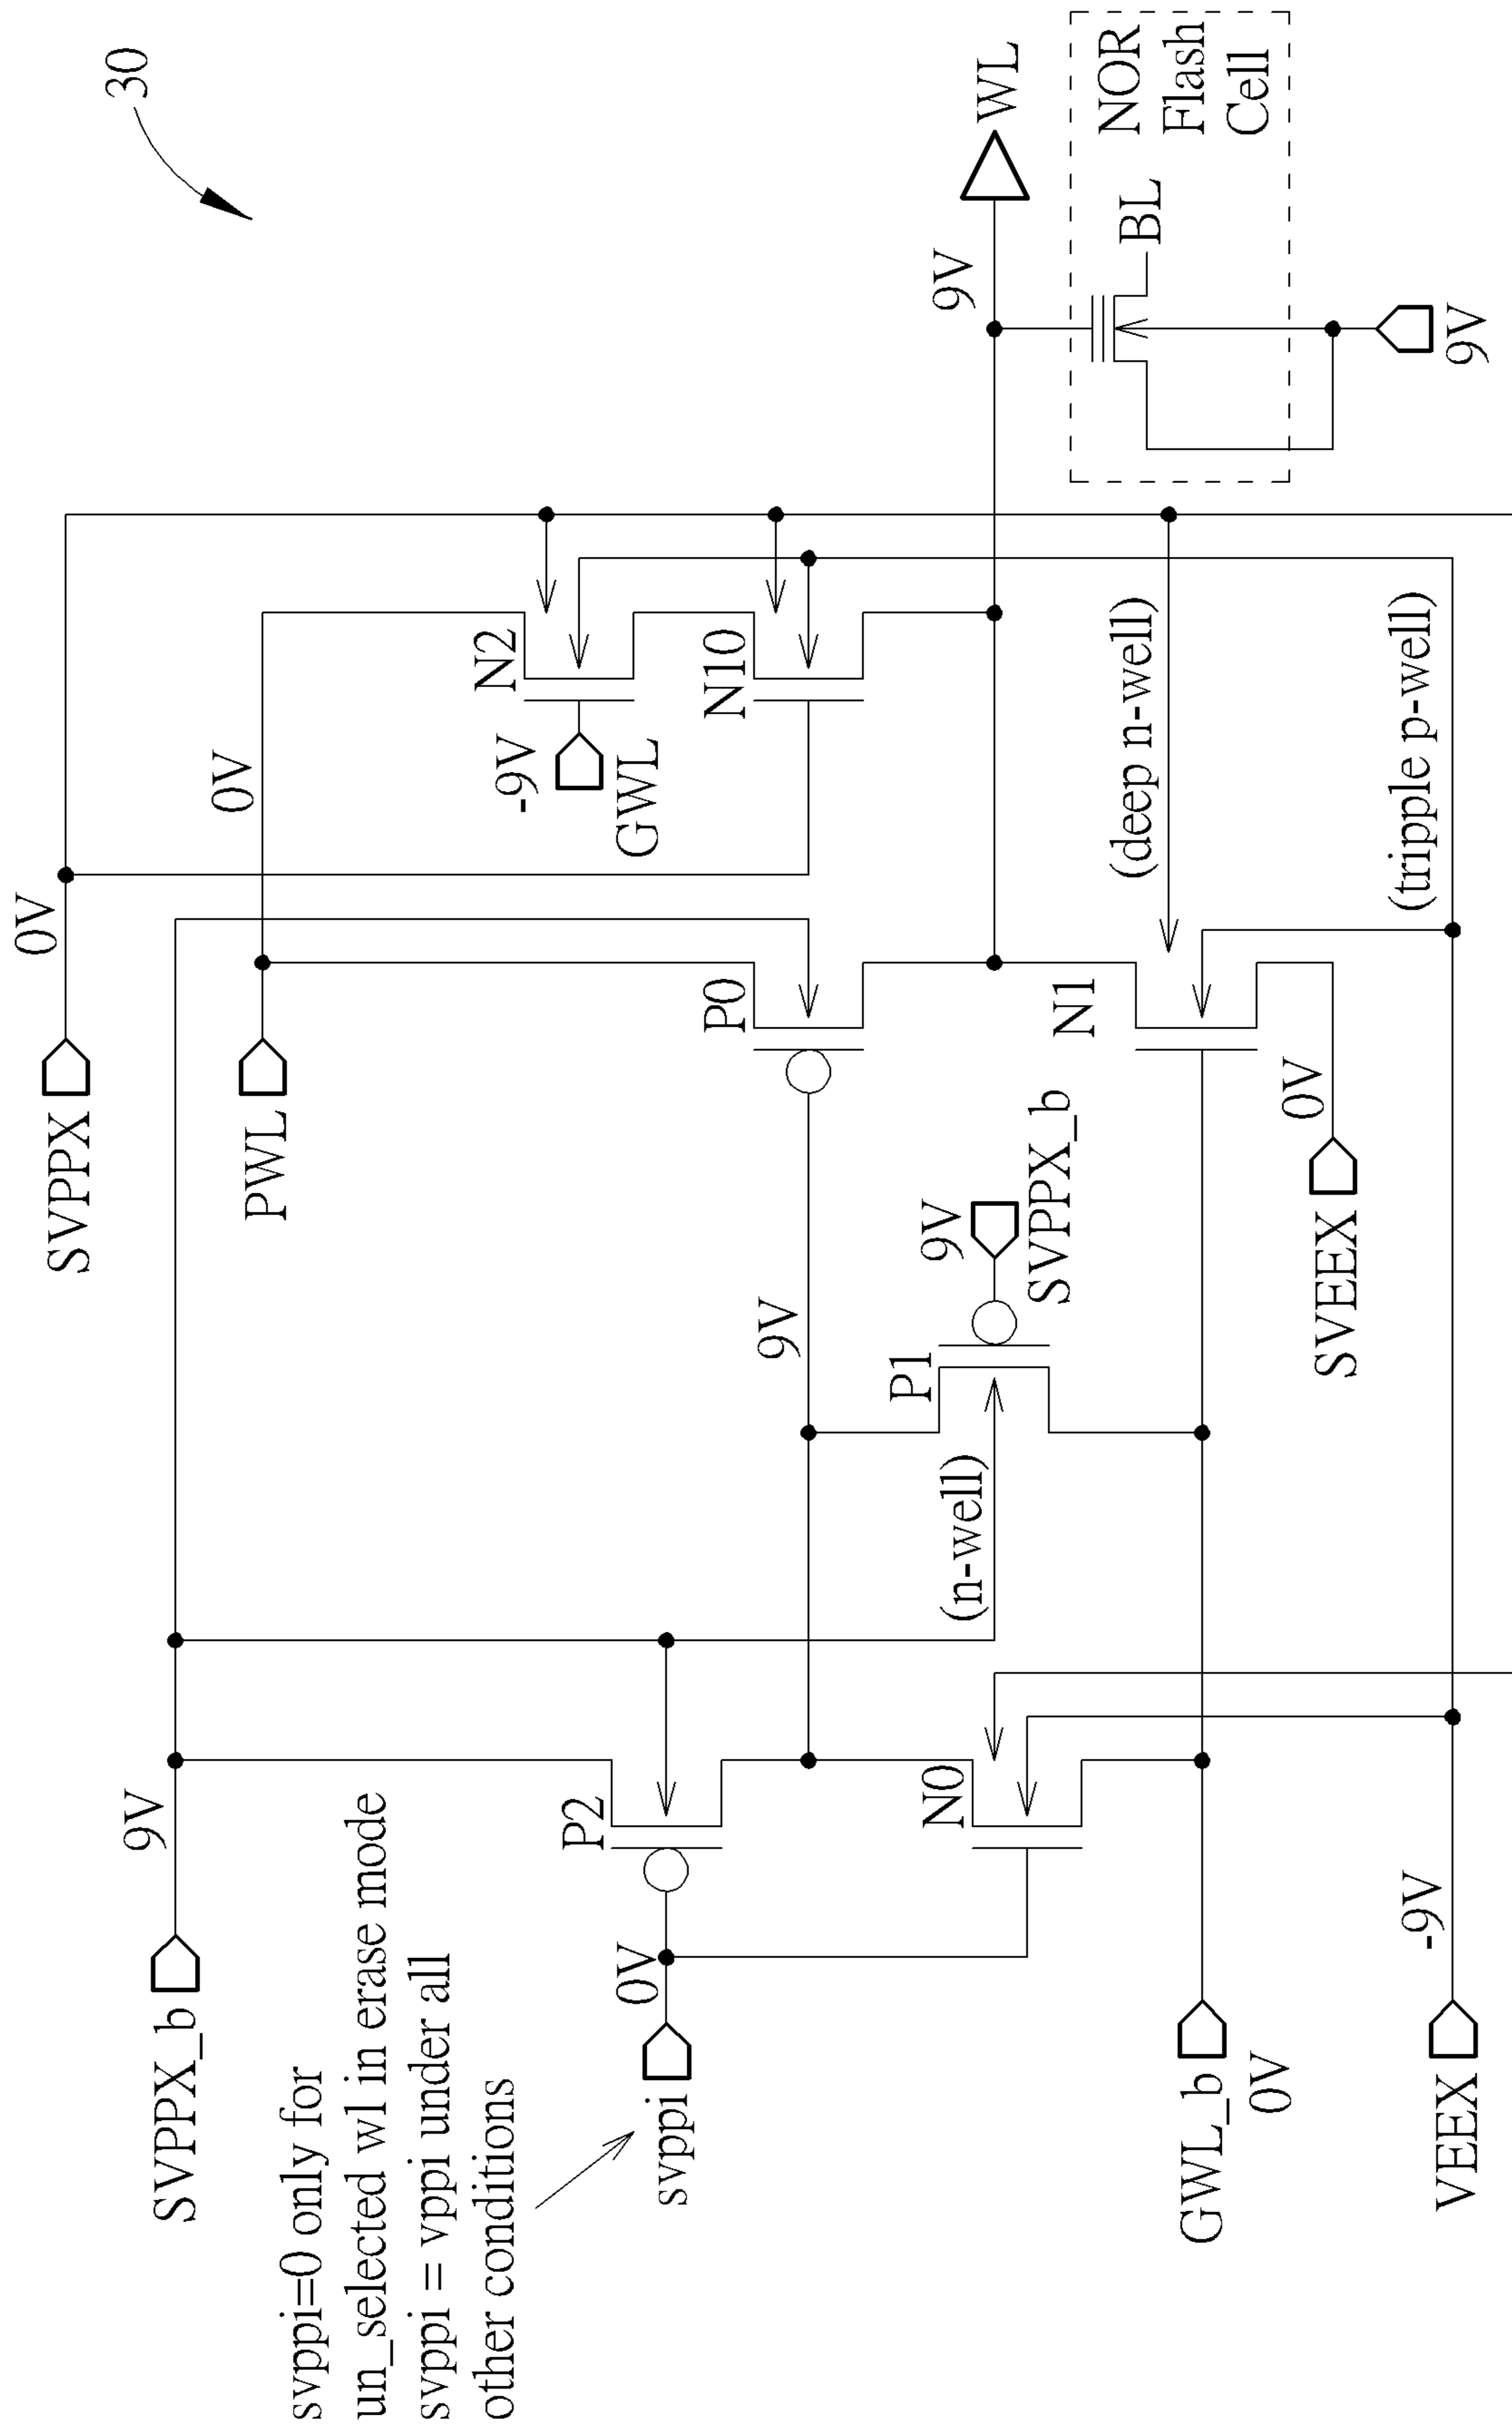 30
SVPPX_b
9V
svppi=0 only for
un_selected wl in erase mode
svppi = vppi under all
other conditions
svppi
0V
P2
N0
GWL_b
0V
VEEX
-9V
SVPPX
0V
PWL
0V
9V
(n-well)
P1
9V
SVPPX_b
P0
N1
SVEEX
0V
N2
-9V
GWL
N10
(deep n-well)
(tripple p-well)
9V
WL
BL
NOR
Flash
Cell
9V